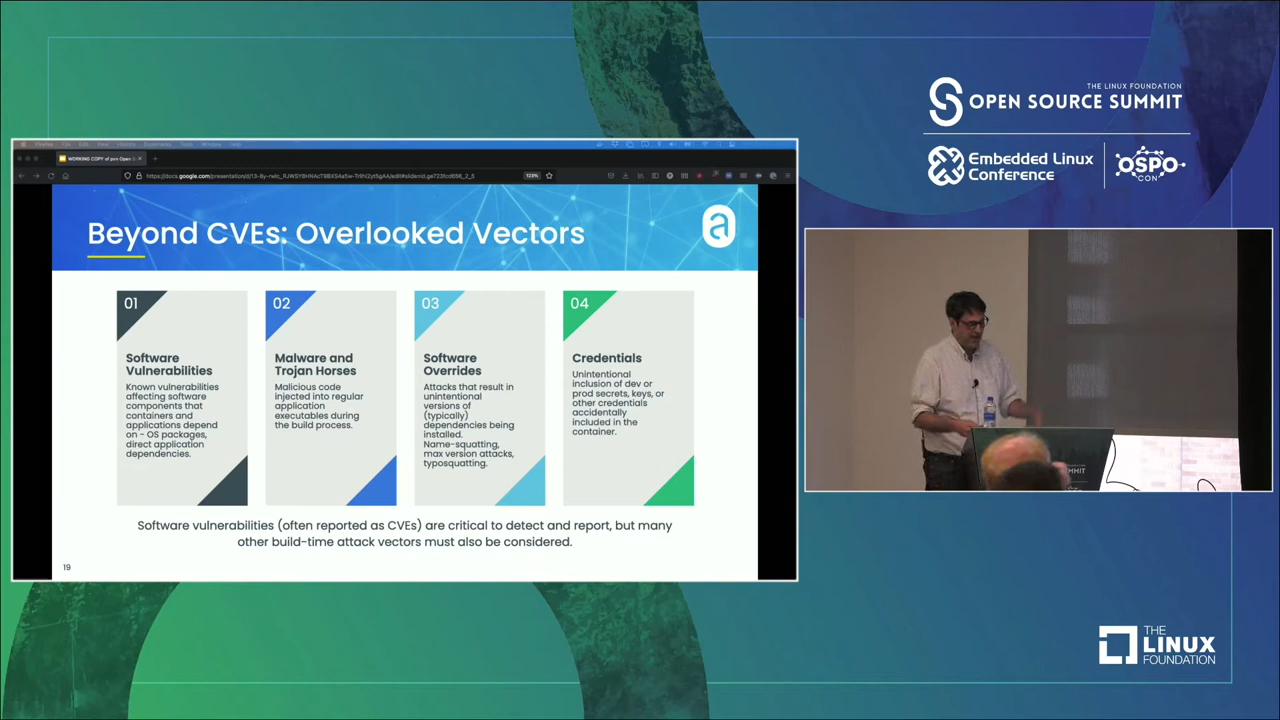 THE LINUX FOUNDATION
OPEN SOURCE SUMMIT
Embedded Linux
Conference
OSPO
CON
WORKING COPY of pvn Open S
123%
Beyond CVEs: Overlooked Vectors
a
01
Software
Vulnerabilities
Known vulnerabilities
affecting software
components that
containers and
applications depend
on - OS packages,
direct application
dependencies.
02
Malware and
Trojan Horses
Malicious code
injected into regular
application
executables during
the build process.
03
Software
Overrides
Attacks that result in
unintentional
versions of
(typically)
dependencies being
installed.
Name-squatting,
max version attacks,
typosquatting.
04
Credentials
Unintentional
inclusion of dev or
prod secrets, keys, or
other credentials
accidentally
included in the
container.
Software vulnerabilities (often reported as CVEs) are critical to detect and report, but many
other build-time attack vectors must also be considered.
19
THE
LINUX
FOUNDATION